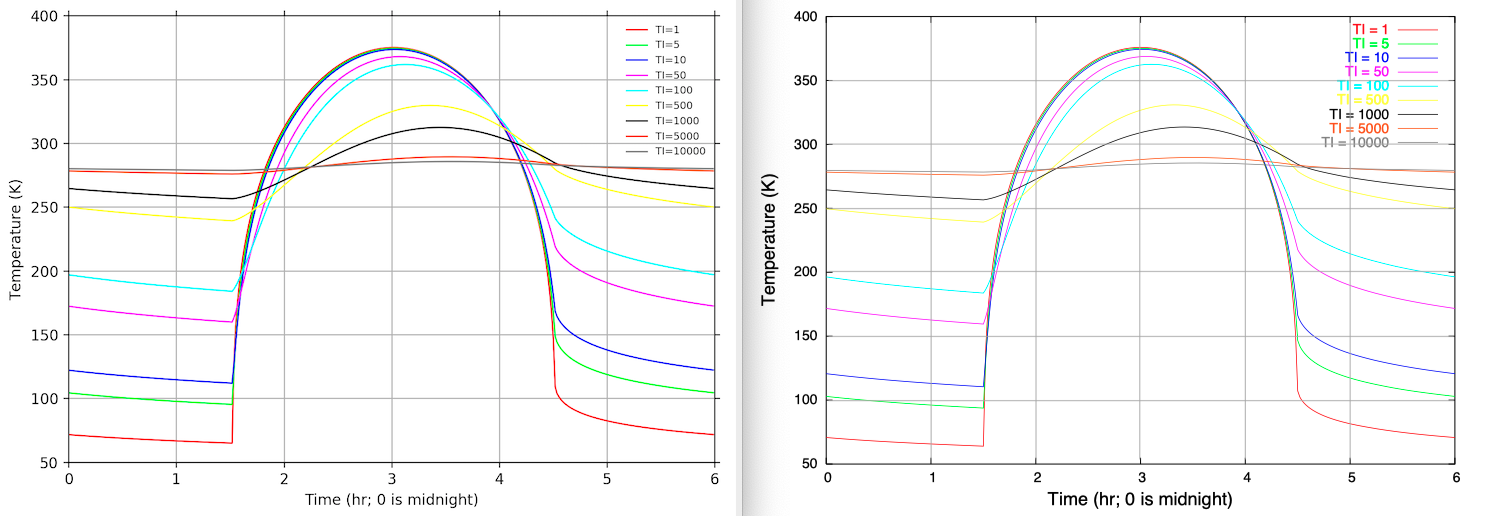 400
350
300
250
200
150
100
50
0
1
2
3
4
5
6
Temperature (K)
Time (hr; 0 is midnight)
TI=1
TI=5
TI=10
TI=50
TI=100
TI=500
TI=1000
TI=5000
TI=10000
400
350
300
250
200
150
100
50
0
1
2
3
4
5
6
Temperature (K)
Time (hr; 0 is midnight)
TI = 1
TI = 5
TI = 10
TI = 50
TI = 100
TI = 500
TI = 1000
TI = 5000
TI = 10000